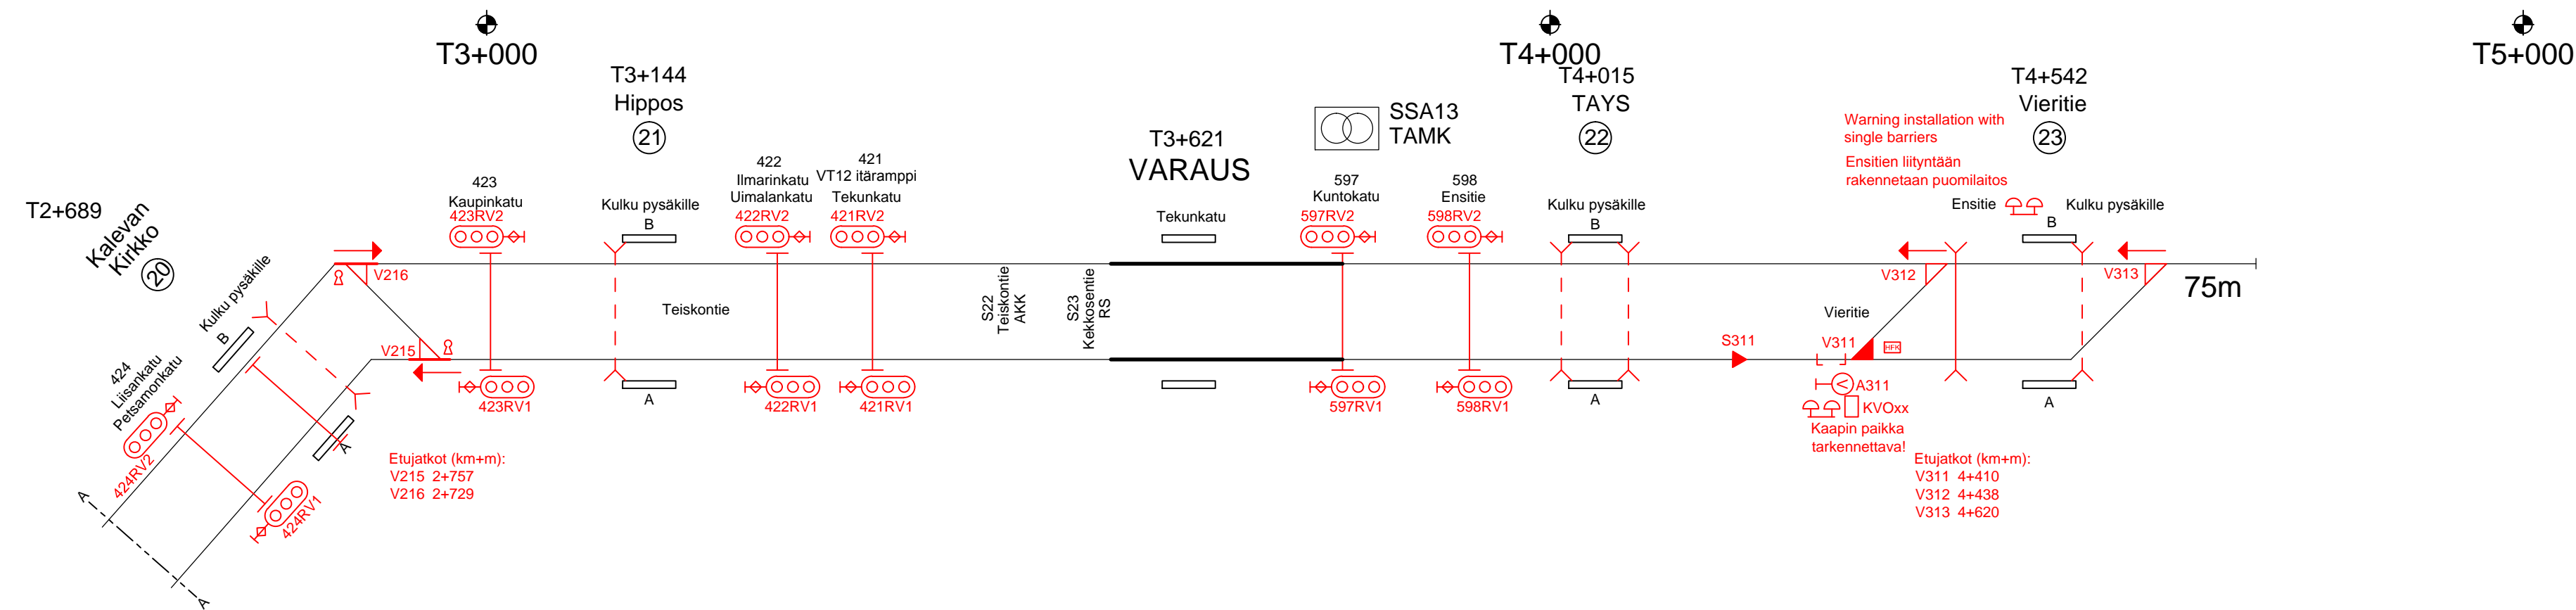 T3+000
T4+000
T5+000
T3+144
Hippos
21
T4+015
TAYS
22
T4+542
Vieritie
23
SSA13
TAMK
T3+621
VARAUS
Warning installation with
single barriers
Ensitien liityntään
rakennetaan puomilaitos
T2+689
Kalevan
Kirkko
20
423
Kaupinkatu
423RV2
Kulku pysäkille
B
422
Ilmarinkatu
Uimalankatu
422RV2
421
VT12 itäramppi
Tekunkatu
421RV2
Tekunkatu
597
Kuntokatu
597RV2
598
Ensitie
598RV2
Kulku pysäkille
B
Ensitie
Kulku pysäkille
B
Kulku pysäkille
B
V216
V215
Teiskontie
S22
Teiskontie
AKK
S23
Kekkosentie
RS
V312
V313
75m
Vieritie
S311
V311
HFK
A311
KVOxx
Kaapin paikka
tarkennettava!
424
Liisankatu
Petsamonkatu
424RV2
424RV1
A
423RV1
A
422RV1
421RV1
597RV1
598RV1
A
A
Etujatkot (km+m):
V215 2+757
V216 2+729
Etujatkot (km+m):
V311 4+410
V312 4+438
V313 4+620
A
A